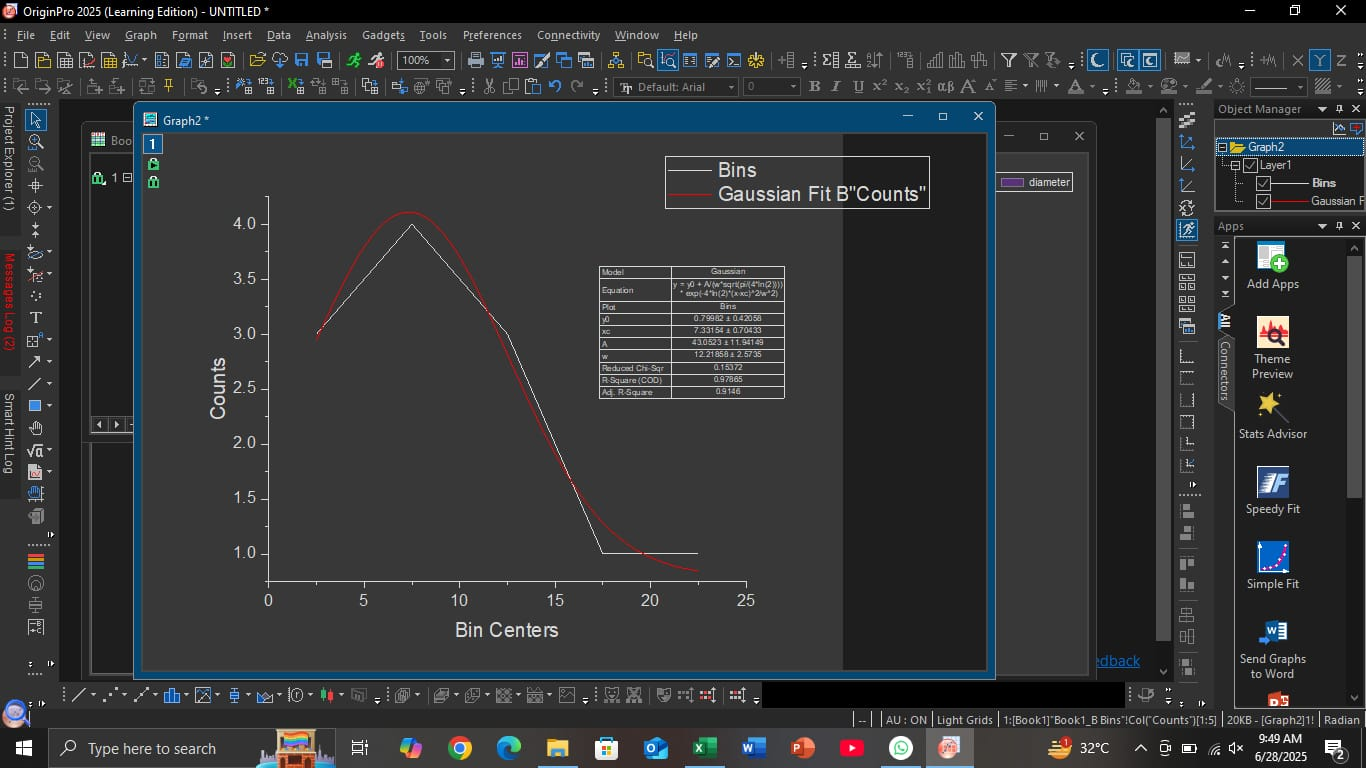 OriginPro 2025 (Learning Edition) - UNTITLED *
File Edit View Graph Format Insert Data Analysis Gadgets Tools Preferences Connectivity Window Help
100%
Default: Arial 0 B I U
Project Explorer (1)
Messages Log (2)
Smart Hint Log
Boo
1
Graph2 *
1
Bins
Gaussian Fit B"Counts"
diameter
4.0
3.5
3.0
2.5
2.0
1.5
1.0
Counts
0 5 10 15 20 25
Bin Centers
Model Gaussian
Equation y = y0 + A/(w*sqrt(pi/(4*ln(2)))) * exp(-4*ln(2)*(x-xc)^2/w^2)
Plot Bins
y0 0.79982 ± 0.42058
xc 7.33154 ± 0.70433
A 43.0523 ± 11.94149
w 12.21858 ± 2.5735
Reduced Chi-Sqr 0.15372
R-Square (COD) 0.97865
Adj. R-Square 0.9146
edback
Object Manager
Graph2
Layer1
Bins
Gaussian F
Apps
All
Connectors
Add Apps
Theme
Preview
Stats Advisor
Speedy Fit
Simple Fit
Send Graphs
to Word
-- AU : ON Light Grids 1:[Book1]"Book1_B Bins"!Col("Counts")[1:5] 20KB - [Graph2]1! Radian
Type here to search
1 32°C
9:49 AM
6/28/2025
2